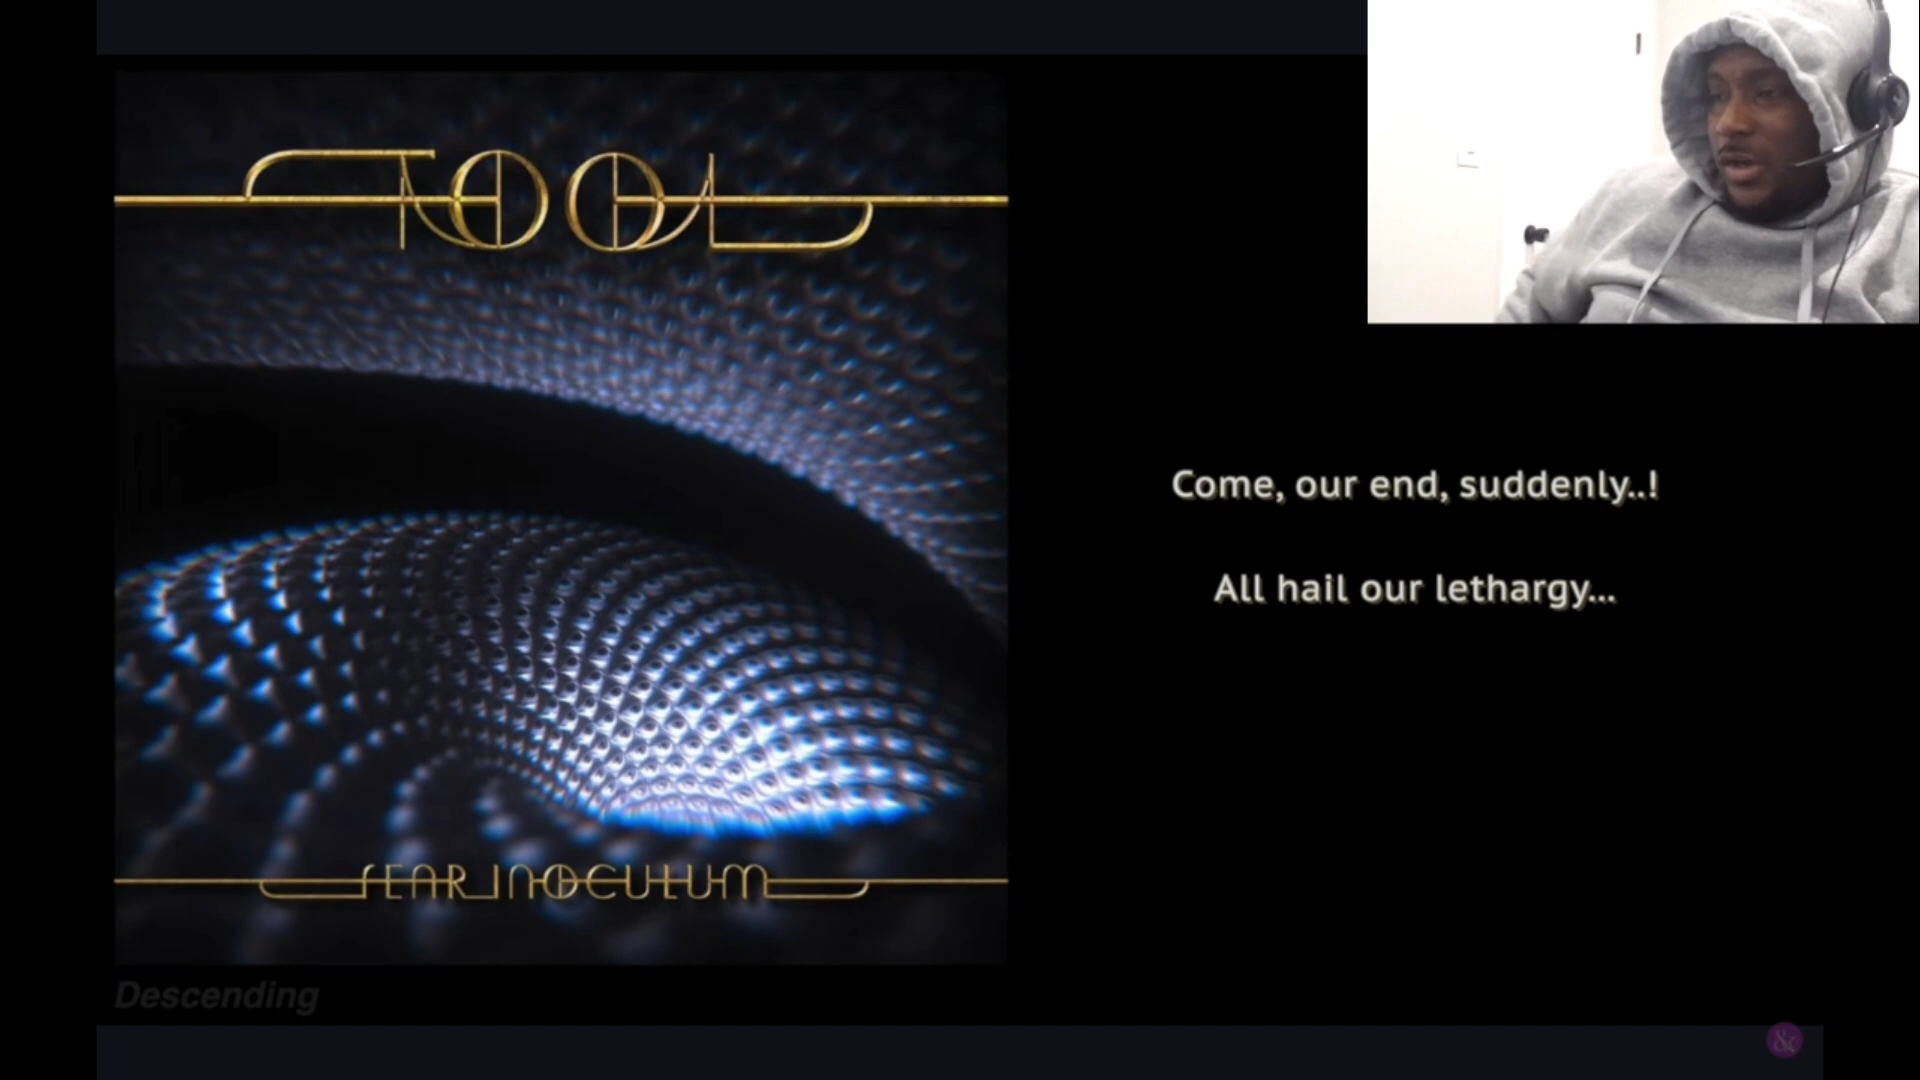 TOOL
Come, our end, suddenly..!
All hail our lethargy...
FEAR INOCULUM
Descending
&